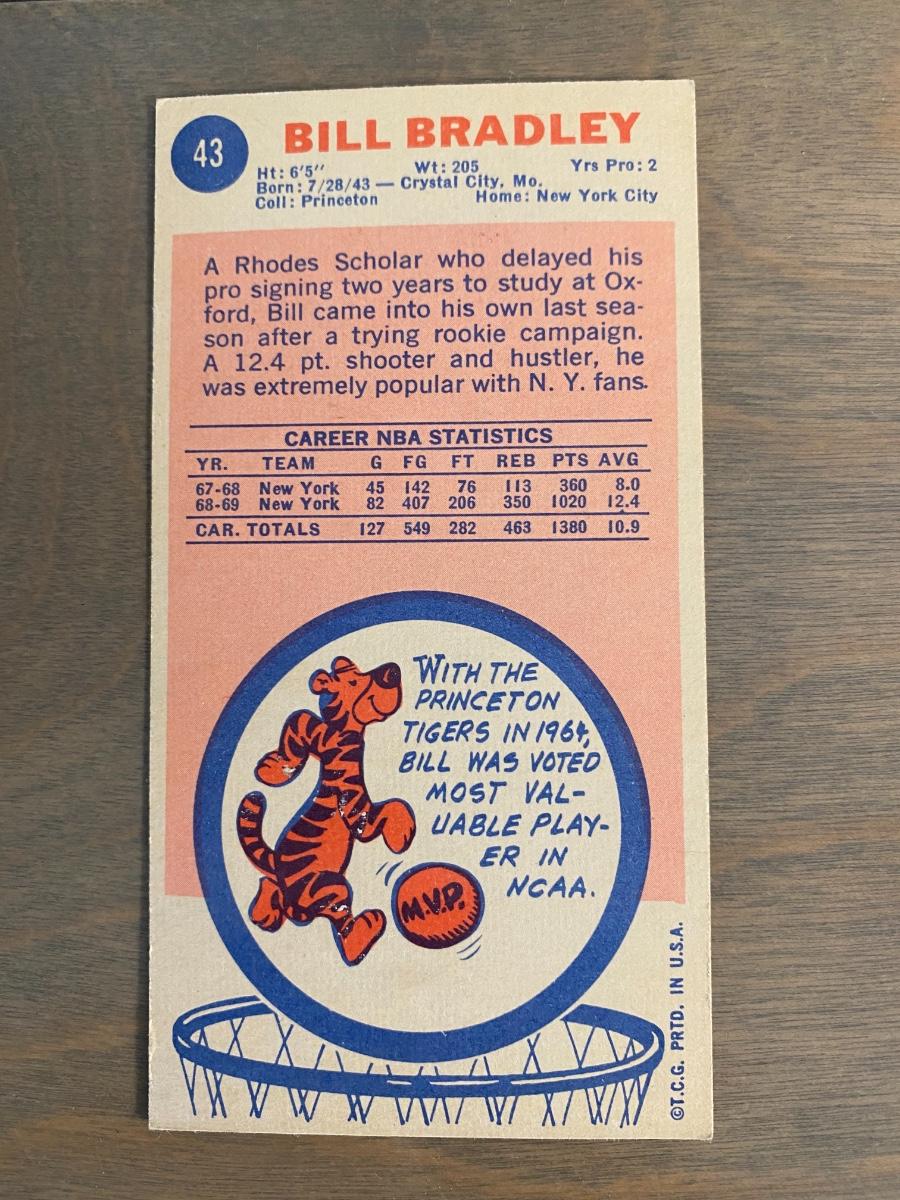 43
BILL BRADLEY
Ht: 6'5" Wt: 205 Yrs Pro: 2
Born: 7/28/43 — Crystal City, Mo.
Coll: Princeton Home: New York City
A Rhodes Scholar who delayed his
pro signing two years to study at Ox-
ford, Bill came into his own last sea-
son after a trying rookie campaign.
A 12.4 pt. shooter and hustler, he
was extremely popular with N. Y. fans.
CAREER NBA STATISTICS
YR. TEAM G FG FT REB PTS AVG
67-68 New York 45 142 76 113 360 8.0
68-69 New York 82 407 206 350 1020 12.4
CAR. TOTALS 127 549 282 463 1380 10.9
WITH THE
PRINCETON
TIGERS IN 1964,
BILL WAS VOTED
MOST VAL-
UABLE PLAY-
ER IN
NCAA.
M.V.P.
©T.C.G. PRTD. IN U.S.A.